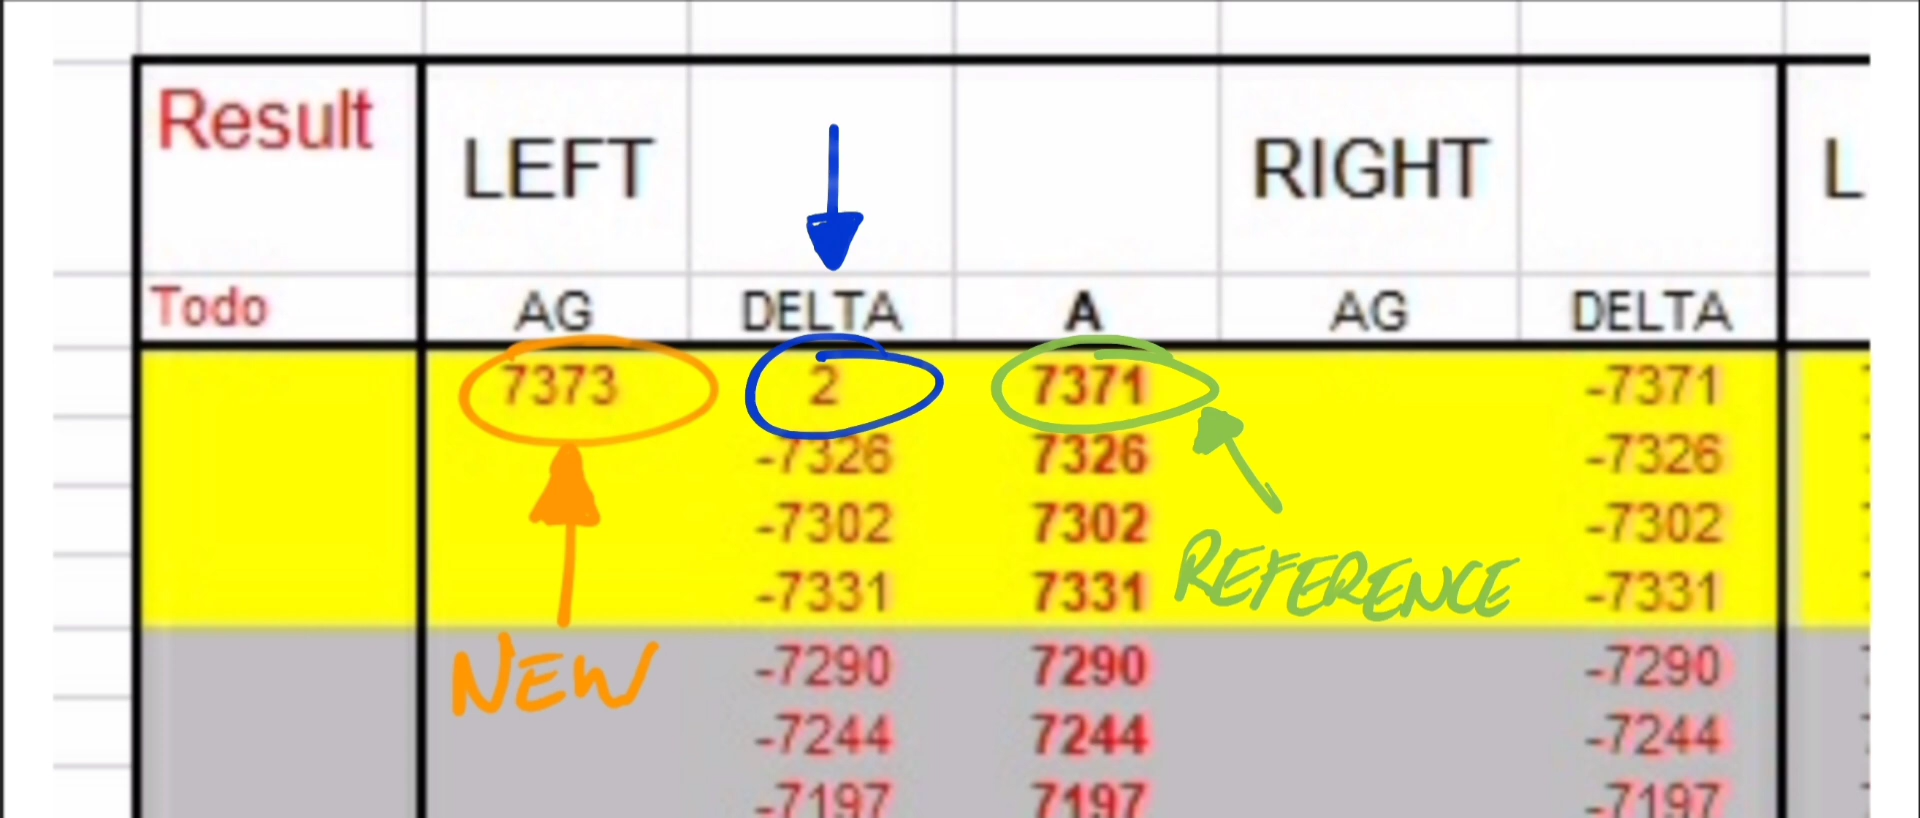 Result LEFT RIGHT L
Todo AG DELTA A AG DELTA
7373 2 7371 -7371
-7326 7326 -7326
-7302 7302 -7302
-7331 7331 -7331
REFERENCE
NEW
-7290 7290 -7290
-7244 7244 -7244
-7197 7197 -7197